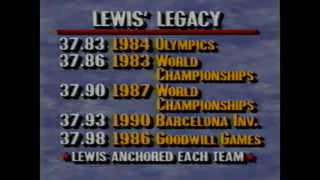 LEWIS' LEGACY
37.83 1984 OLYMPICS
37.86 1983 WORLD
CHAMPIONSHIPS
37.90 1987 WORLD
CHAMPIONSHIPS
37.93 1990 BARCELONA INV.
37.98 1986 GOODWILL GAMES
★LEWIS ANCHORED EACH TEAM★